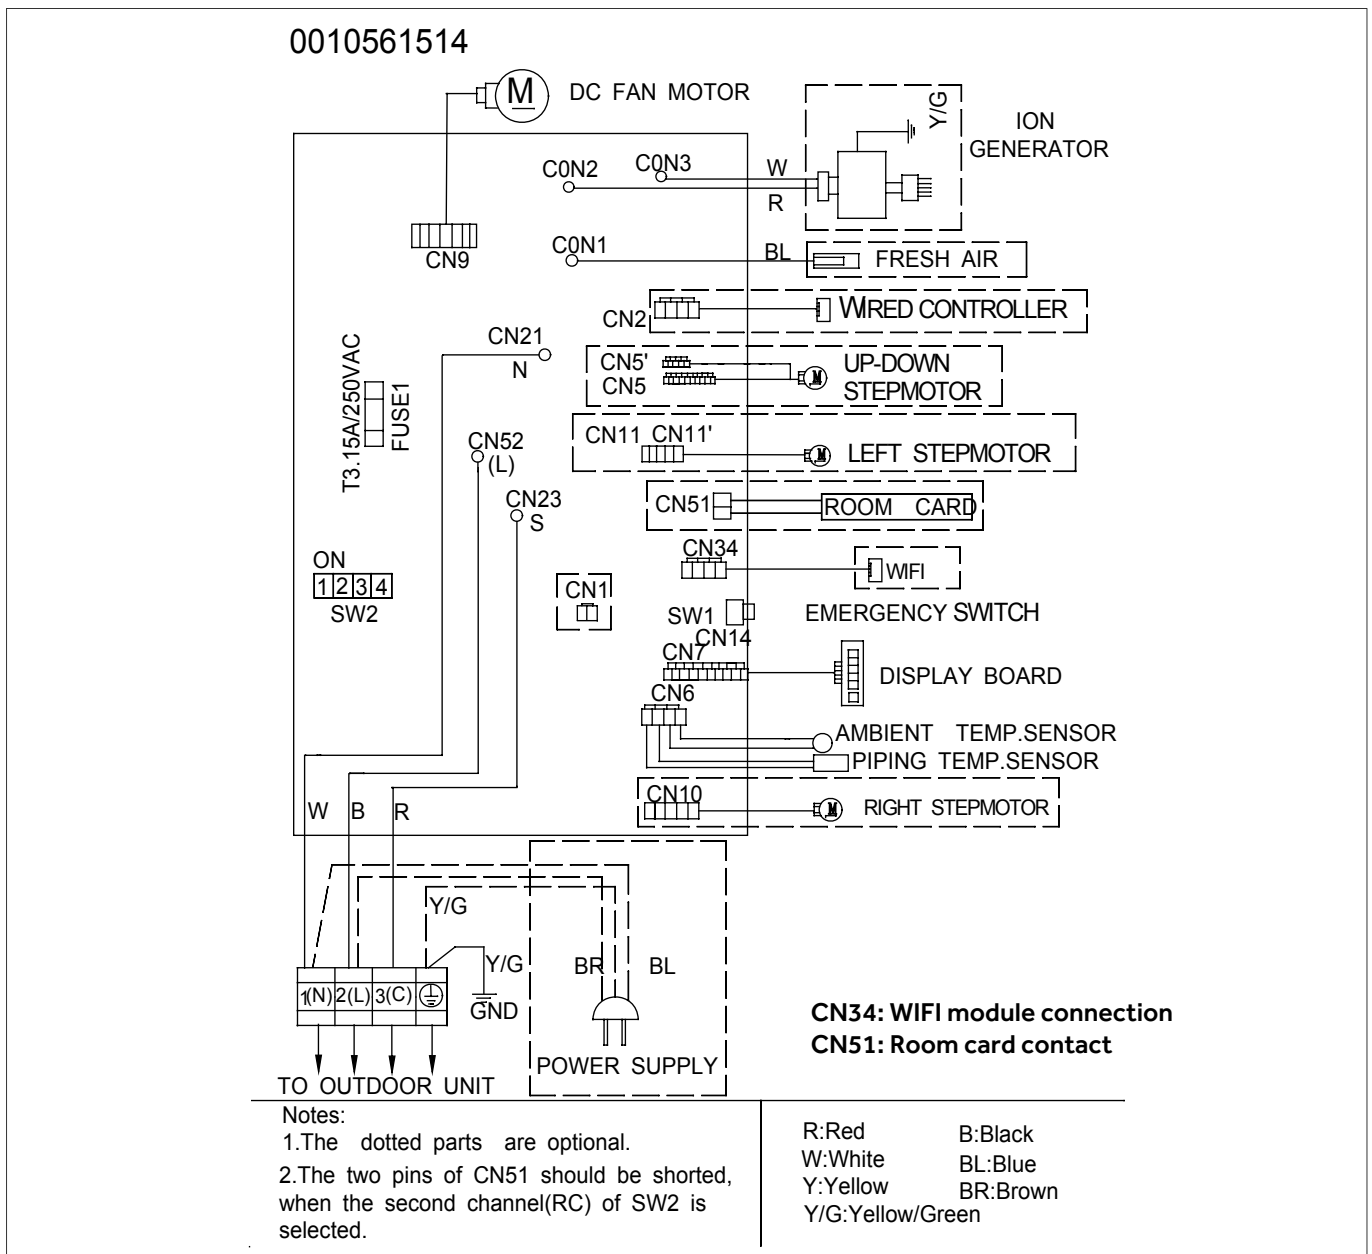 0010561514
M
DC FAN MOTOR
Y/G
ION
GENERATOR
C0N2
C0N3
W
R
CN9
C0N1
BL
FRESH AIR
CN2
WIRED CONTROLLER
CN21
N
CN5'
CN5
M
UP-DOWN
STEPMOTOR
T3.15A/250VAC
FUSE1
CN11 CN11'
M
LEFT STEPMOTOR
CN52
(L)
CN51
ROOM CARD
CN23
S
CN34
WIFI
ON
1 2 3 4
SW2
CN1
SW1
EMERGENCY SWITCH
CN14
CN7
DISPLAY BOARD
CN6
AMBIENT TEMP.SENSOR
PIPING TEMP.SENSOR
CN10
M
RIGHT STEPMOTOR
W B R
Y/G
Y/G
BR BL
1(N) 2(L) 3(C)
GND
POWER SUPPLY
TO OUTDOOR UNIT
CN34: WIFI module connection
CN51: Room card contact
Notes:
1.The dotted parts are optional.
2.The two pins of CN51 should be shorted,
when the second channel(RC) of SW2 is
selected.
R:Red B:Black
W:White BL:Blue
Y:Yellow BR:Brown
Y/G:Yellow/Green